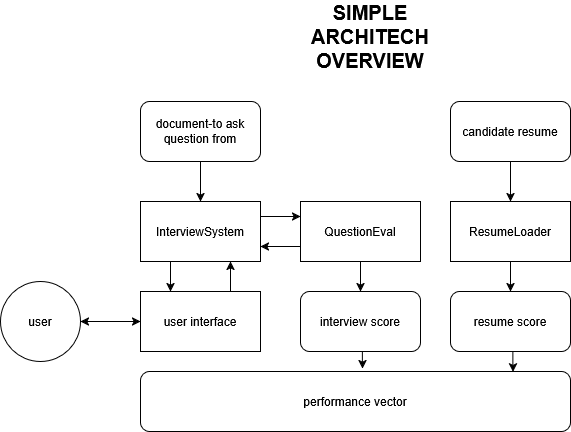 SIMPLE
ARCHITECH
OVERVIEW
document-to ask
question from
candidate resume
InterviewSystem
QuestionEval
ResumeLoader
user
user interface
interview score
resume score
performance vector